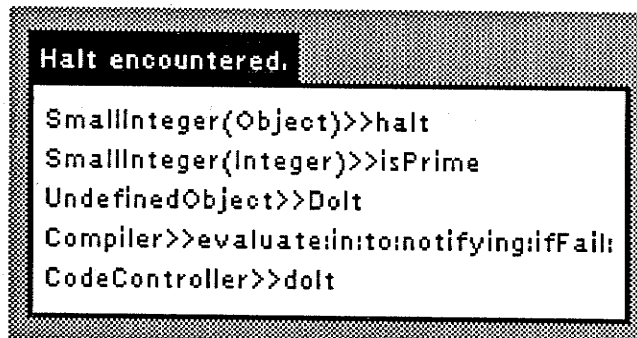 Halt encountered.
SmallInteger(Object)>>halt
SmallInteger(Integer)>>isPrime
UndefinedObject>>DoIt
Compiler>>evaluate:in:to:notifying:ifFail:
CodeController>>doIt